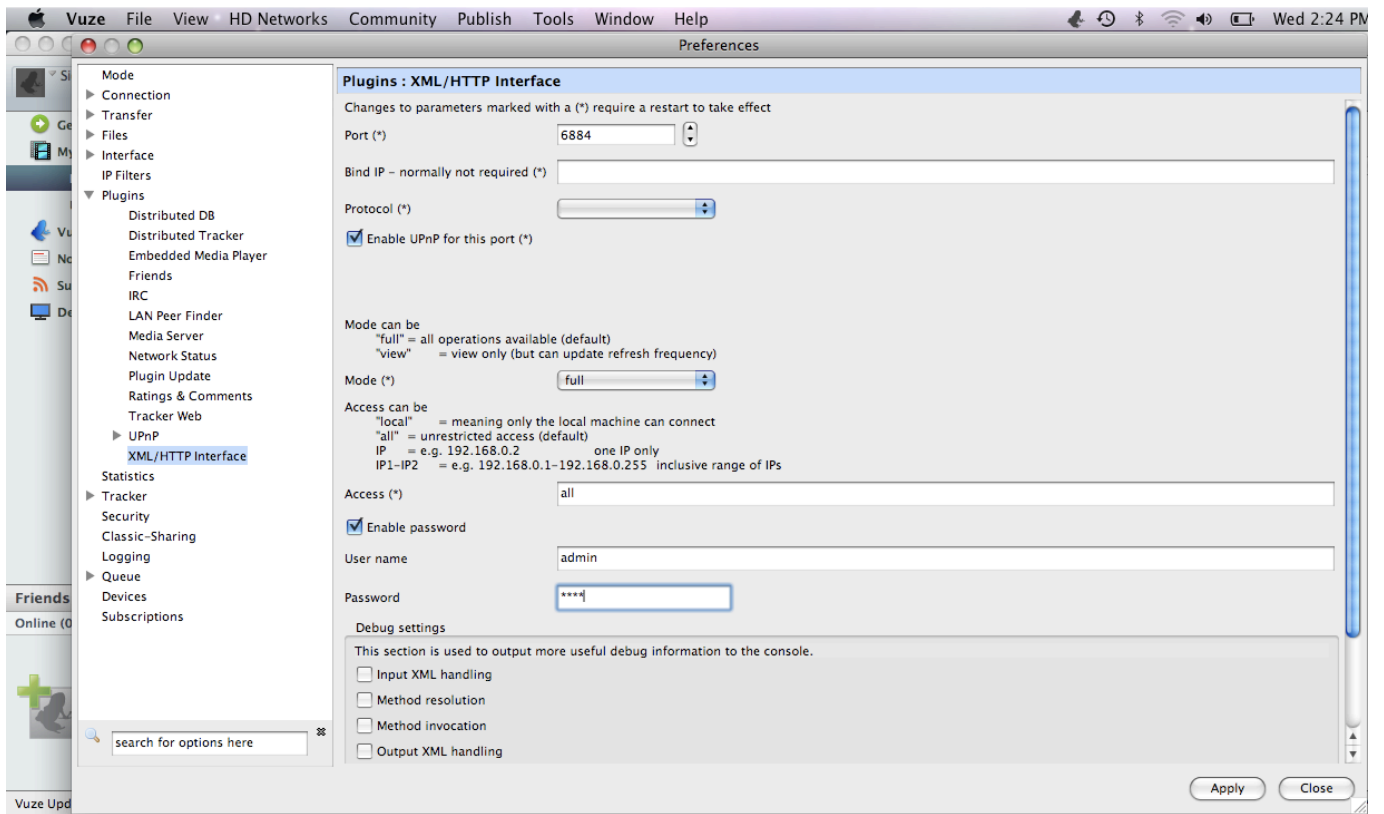 Vuze File View HD Networks Community Publish Tools Window Help Wed 2:24 PM
Preferences
Si
Ge
My
Vu
No
Su
De
Friends
Online (0
Vuze Upd
Mode
Connection
Transfer
Files
Interface
IP Filters
Plugins
Distributed DB
Distributed Tracker
Embedded Media Player
Friends
IRC
LAN Peer Finder
Media Server
Network Status
Plugin Update
Ratings & Comments
Tracker Web
UPnP
XML/HTTP Interface
Statistics
Tracker
Security
Classic-Sharing
Logging
Queue
Devices
Subscriptions
search for options here
Plugins : XML/HTTP Interface
Changes to parameters marked with a (*) require a restart to take effect
Port (*) 6884
Bind IP - normally not required (*)
Protocol (*)
Enable UPnP for this port (*)
Mode can be
"full" = all operations available (default)
"view" = view only (but can update refresh frequency)
Mode (*) full
Access can be
"local" = meaning only the local machine can connect
"all" = unrestricted access (default)
IP = e.g. 192.168.0.2 one IP only
IP1-IP2 = e.g. 192.168.0.1-192.168.0.255 inclusive range of IPs
Access (*) all
Enable password
User name admin
Password ****
Debug settings
This section is used to output more useful debug information to the console.
Input XML handling
Method resolution
Method invocation
Output XML handling
Apply Close